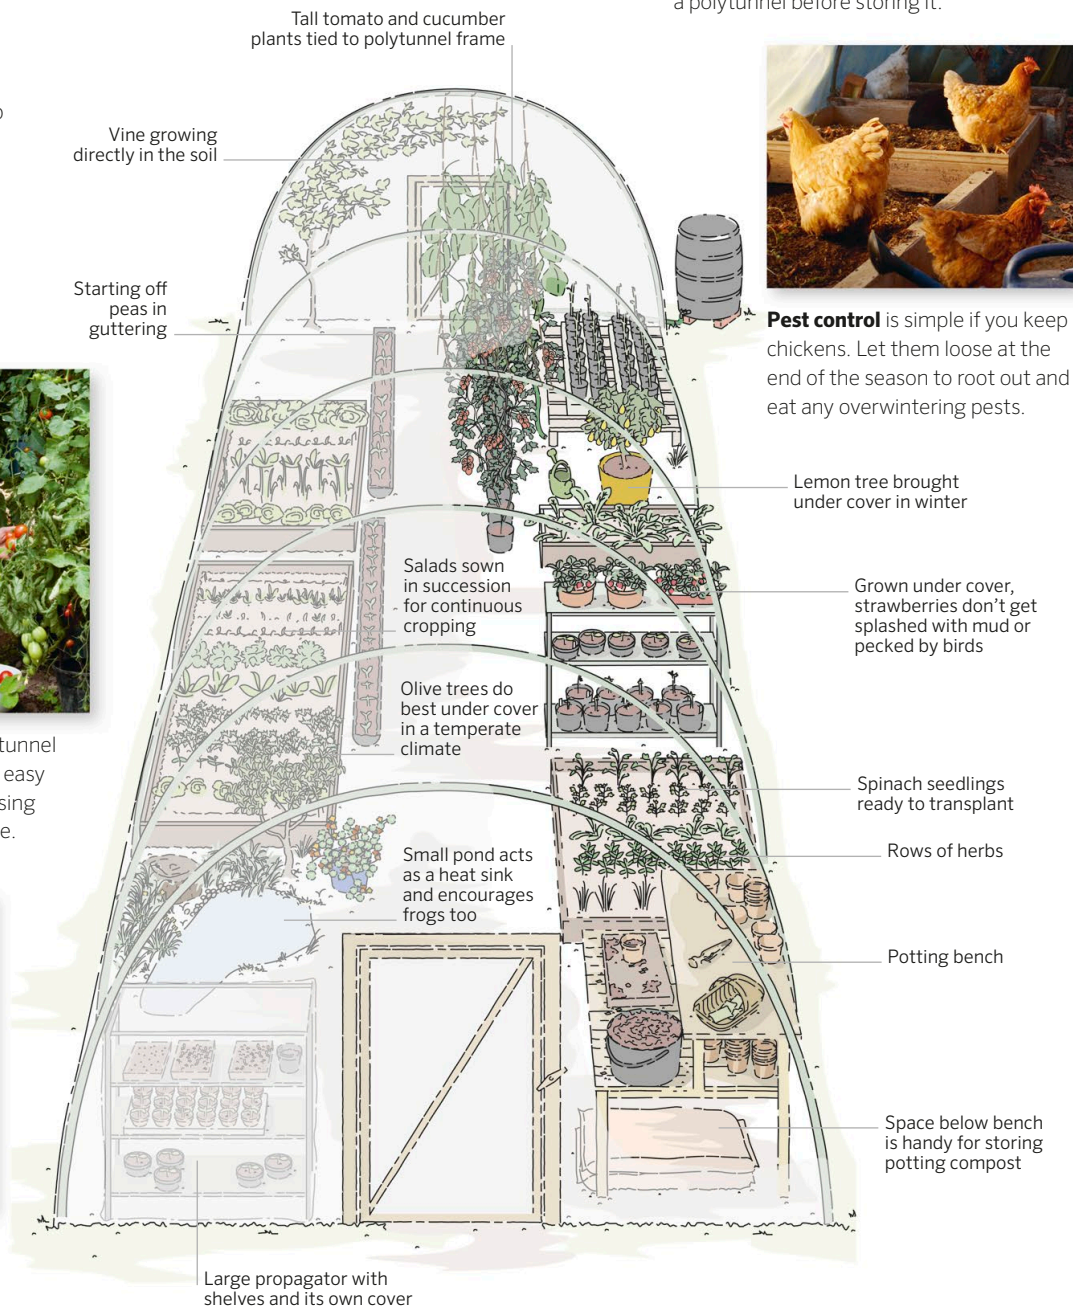 a polytunnel before storing it.
Tall tomato and cucumber
plants tied to polytunnel frame
Vine growing
directly in the soil
Starting off
peas in
guttering
Pest control is simple if you keep
chickens. Let them loose at the
end of the season to root out and
eat any overwintering pests.
Lemon tree brought
under cover in winter
Salads sown
in succession
for continuous
cropping
Grown under cover,
strawberries don’t get
splashed with mud or
pecked by birds
Olive trees do
best under cover
in a temperate
climate
tunnel
easy
sing
e.
Spinach seedlings
ready to transplant
Rows of herbs
Small pond acts
as a heat sink
and encourages
frogs too
Potting bench
Space below bench
is handy for storing
potting compost
Large propagator with
shelves and its own cover